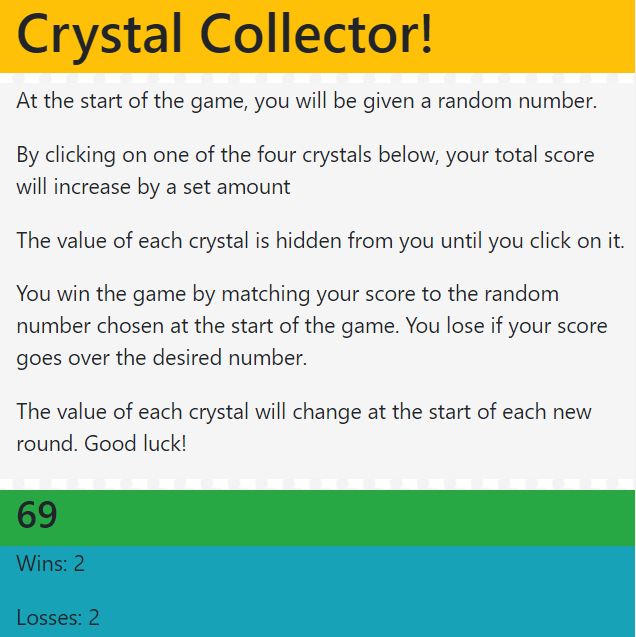 Crystal Collector!
At the start of the game, you will be given a random number.
By clicking on one of the four crystals below, your total score
will increase by a set amount
The value of each crystal is hidden from you until you click on it.
You win the game by matching your score to the random
number chosen at the start of the game. You lose if your score
goes over the desired number.
The value of each crystal will change at the start of each new
round. Good luck!
69
Wins: 2
Losses: 2